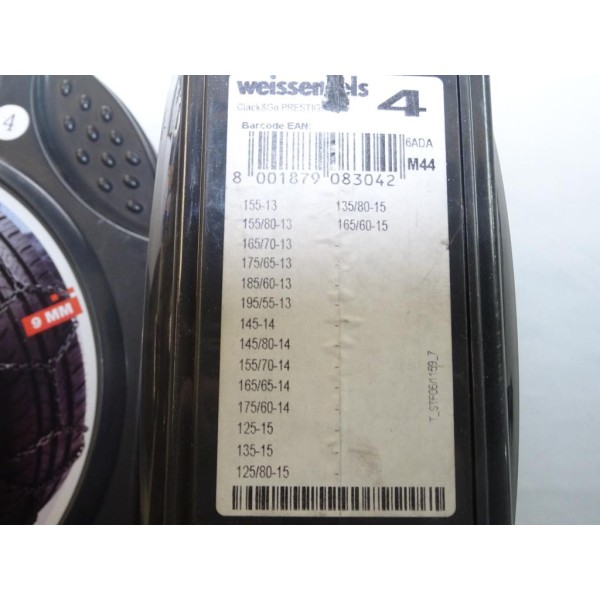 4
9 MM
4
Clack&Go
Barcode EAN:
6ADA
M44
8 001879 083042
155-13 135/80-15
155/80-13 165/60-15
165/70-13
175/65-13
185/60-13
195/55-13
145-14
145/80-14
155/70-14
165/65-14
175/60-14
125-15
135-15
125/80-15